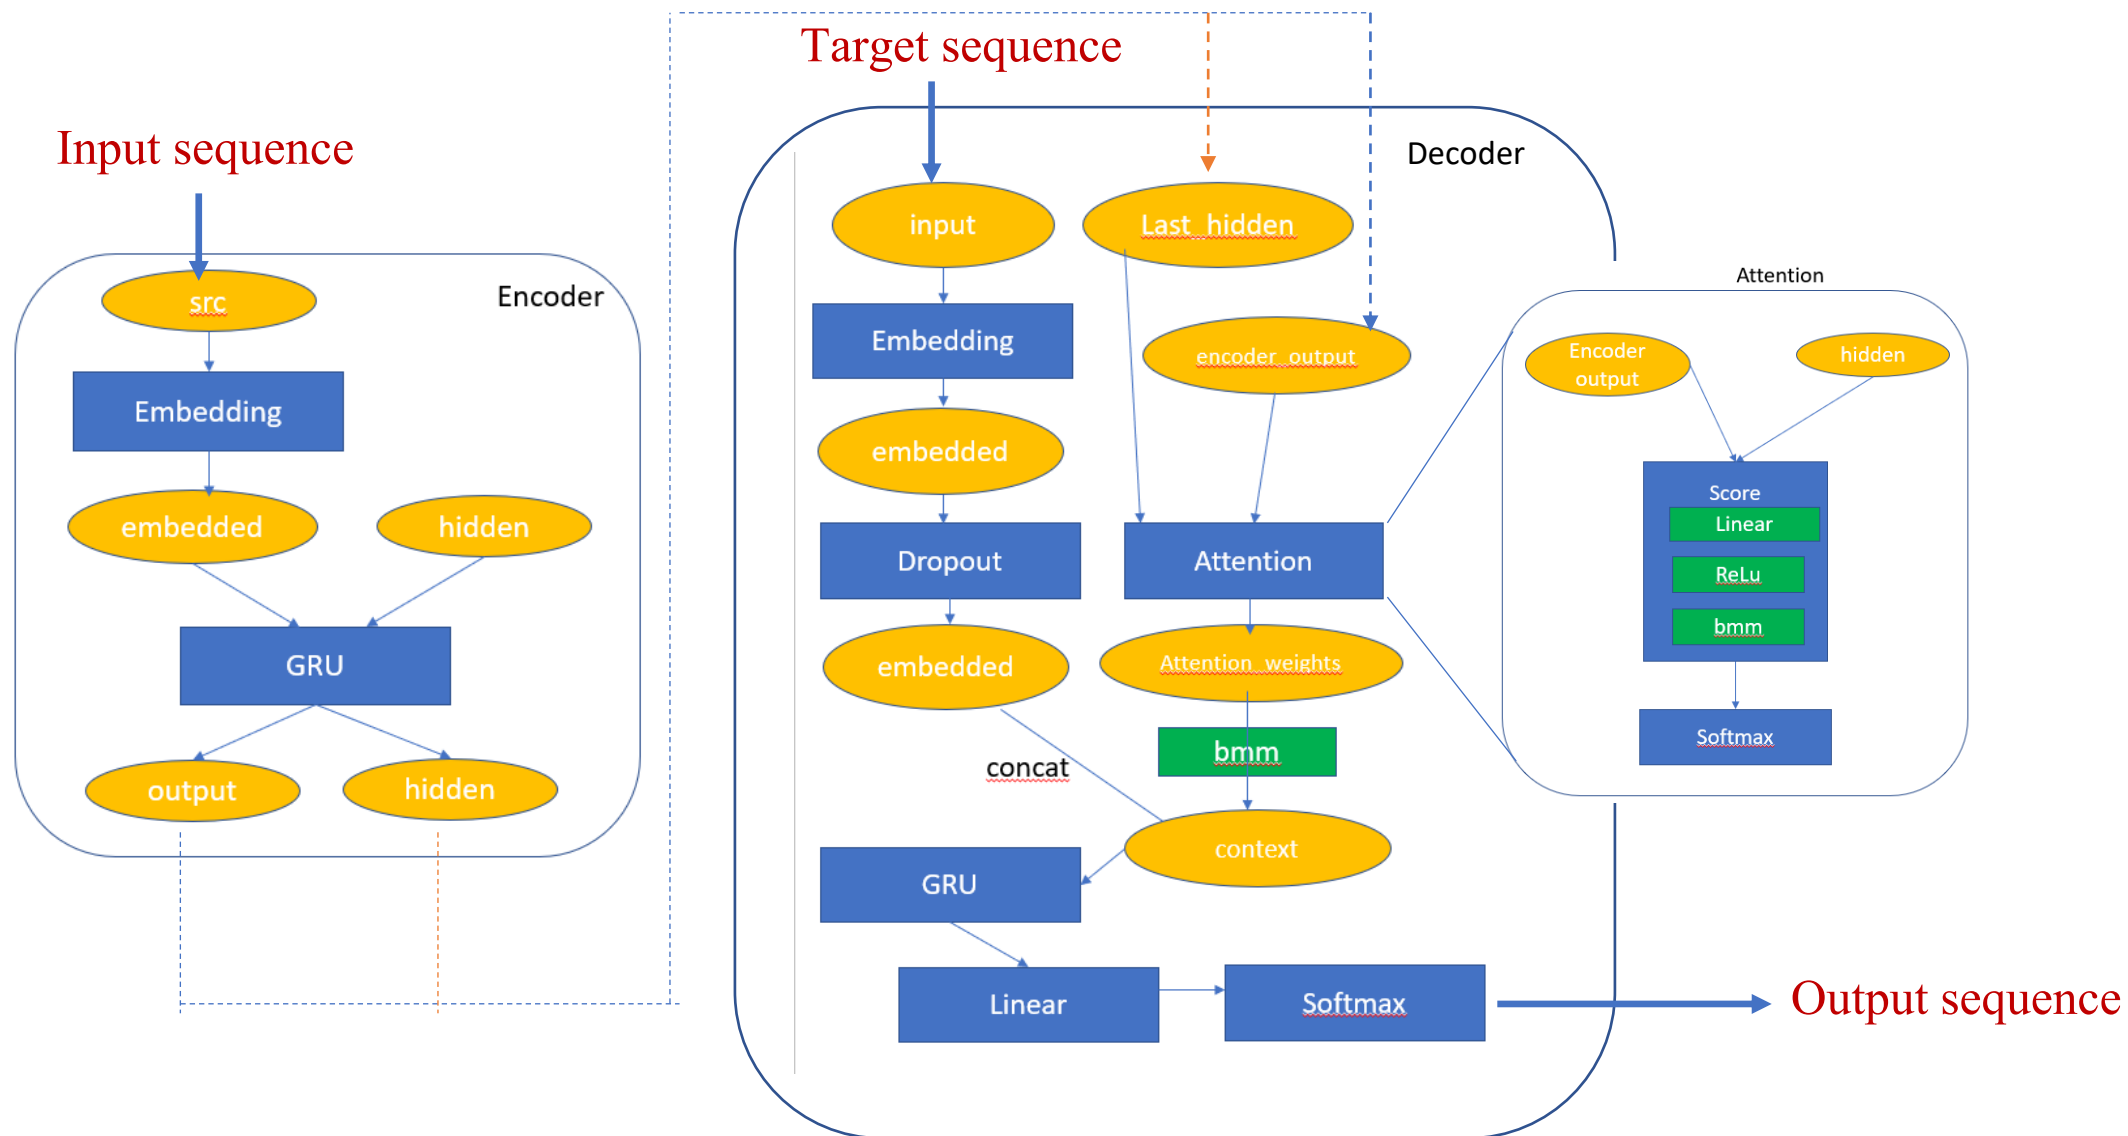 Input sequence
Encoder
src
Embedding
embedded
hidden
GRU
output
hidden
Target sequence
Decoder
input
Last_hidden
Embedding
encoder_output
embedded
Dropout
Attention
embedded
Attention_weights
bmm
concat
context
GRU
Linear
Softmax
Output sequence
Attention
Encoder
output
hidden
Score
Linear
ReLu
bmm
Softmax